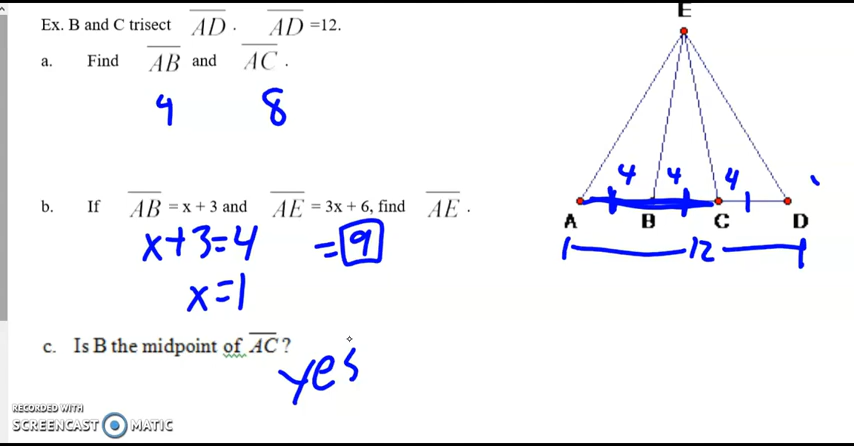 E
Ex. B and C trisect AD. AD =12.
a. Find AB and AC.
4 8
4 4 4
A B C D
12
b. If AB = x + 3 and AE = 3x + 6, find AE.
x+3=4 =9
x=1
c. Is B the midpoint of AC?
yes
RECORDED WITH
SCREENCAST MATIC